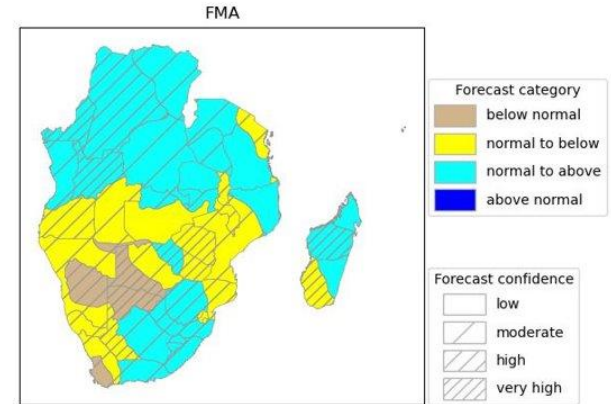 FMA
Forecast category
below normal
normal to below
normal to above
above normal
Forecast confidence
low
moderate
high
very high